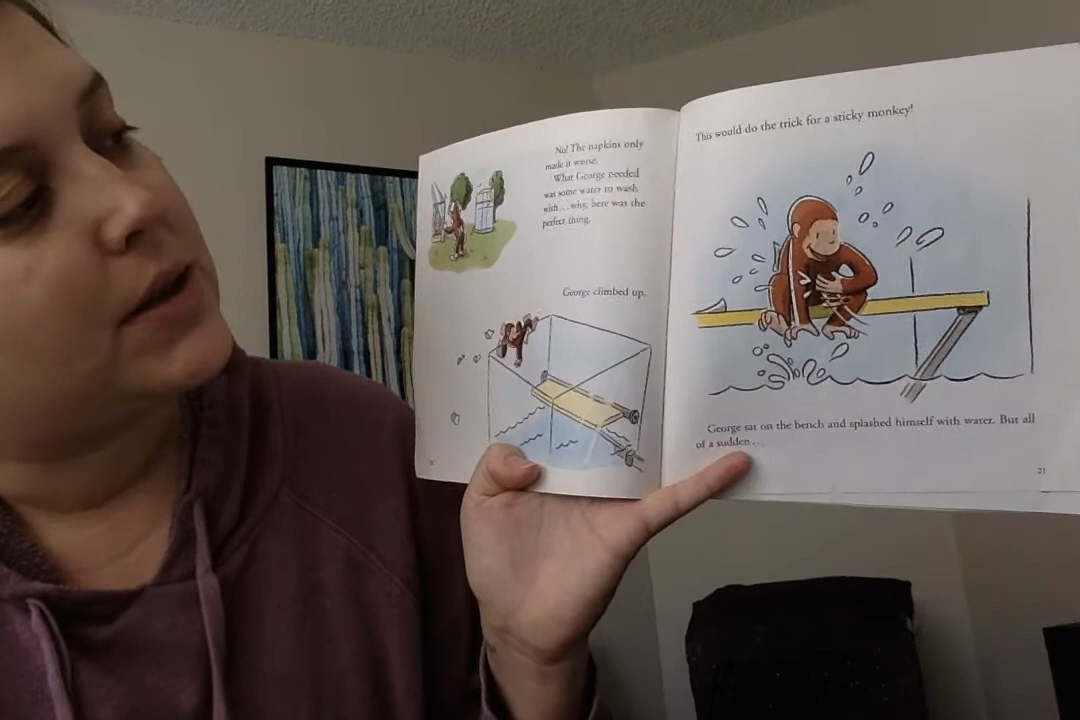 No! The napkins only
made it worse.
What George needed
was some water to wash
with...why, here was the
perfect thing.
George climbed up.
This would do the trick for a sticky monkey!
George sat on the bench and splashed himself with water. But all
of a sudden...
21